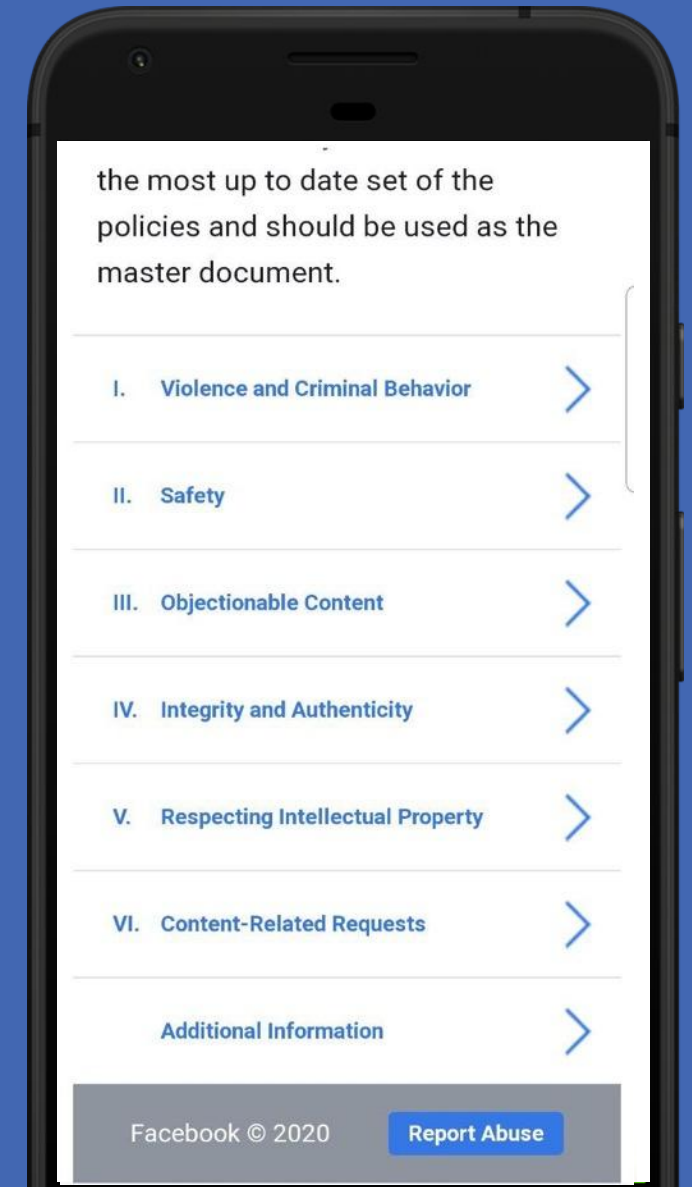 the most up to date set of the
policies and should be used as the
master document.
I. Violence and Criminal Behavior
II. Safety
III. Objectionable Content
IV. Integrity and Authenticity
V. Respecting Intellectual Property
VI. Content-Related Requests
Additional Information
Facebook © 2020 Report Abuse